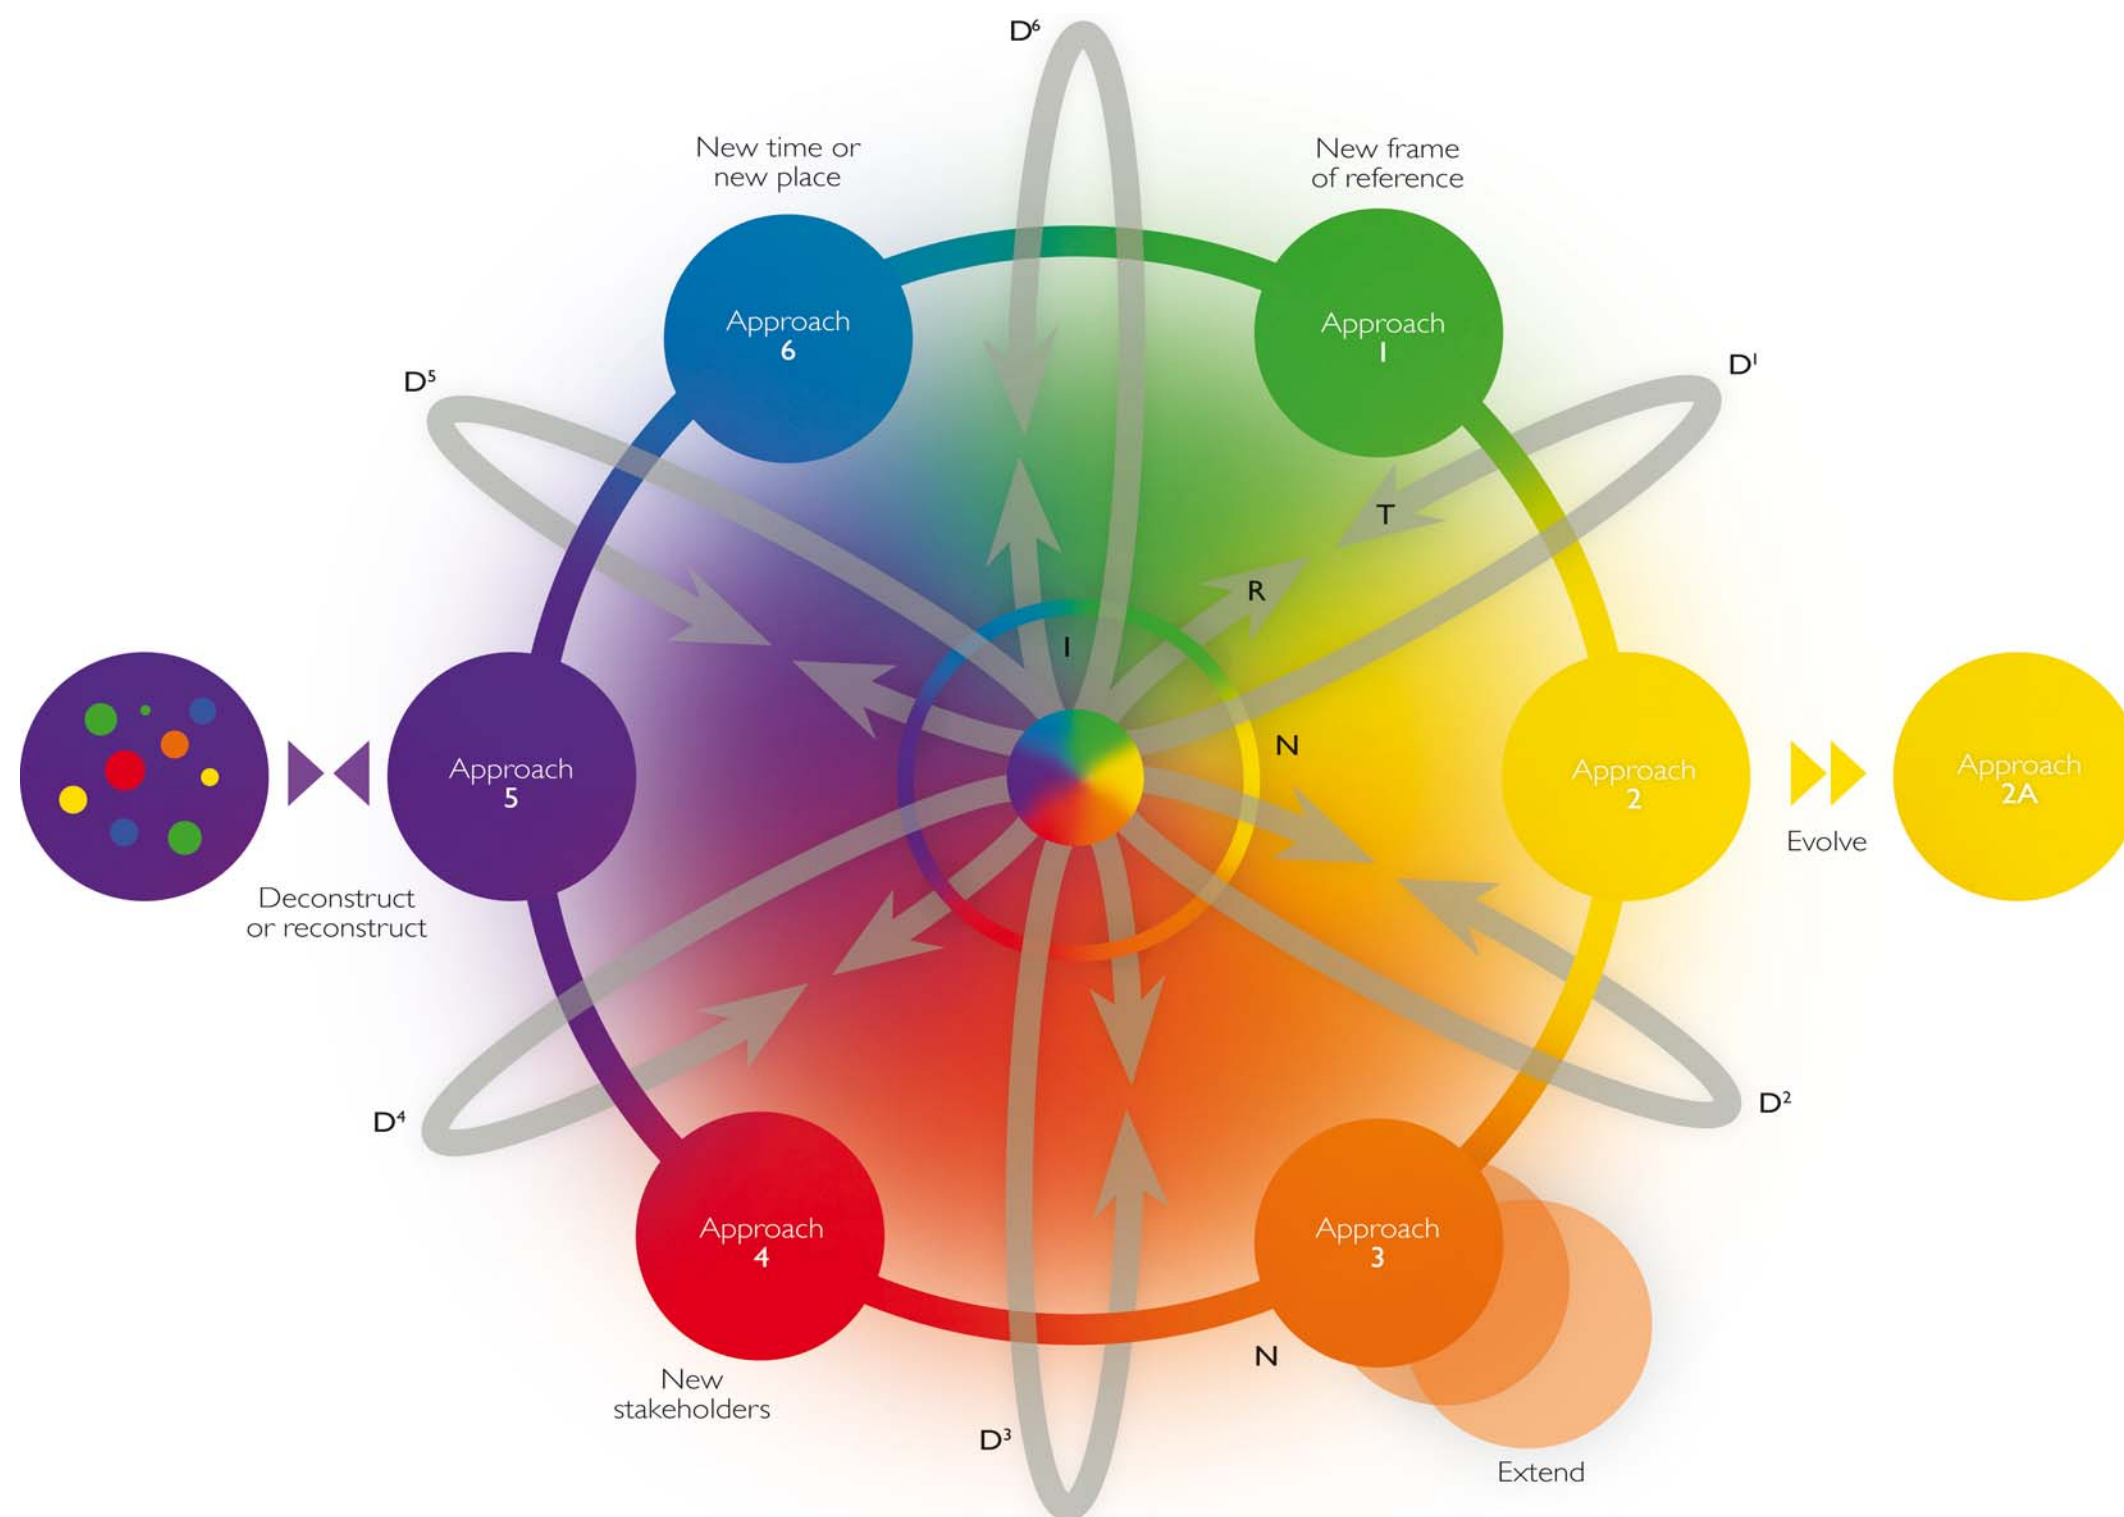 D⁶
New time or
new place
New frame
of reference
Approach
6
Approach
1
D⁵
D¹
T
R
I
N
Approach
5
Approach
2
Approach
2A
Evolve
Deconstruct
or reconstruct
D⁴
D²
Approach
4
Approach
3
N
New
stakeholders
D³
Extend